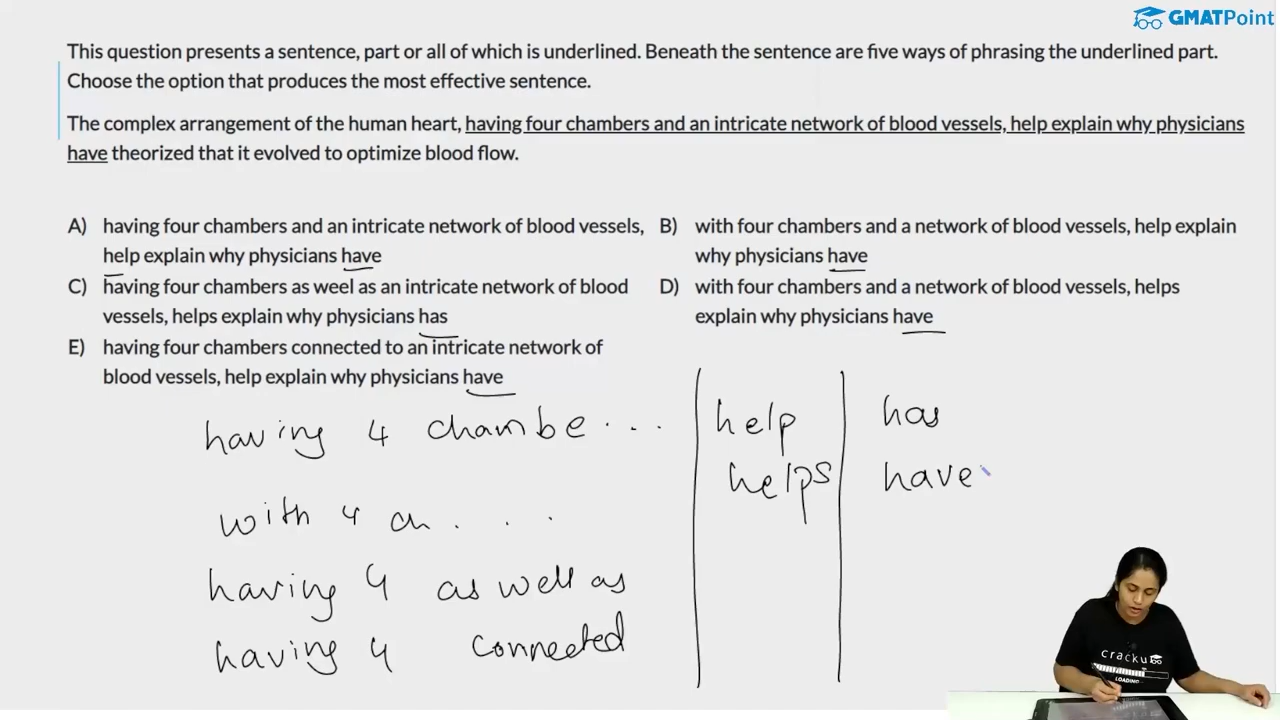 GMATPoint
This question presents a sentence, part or all of which is underlined. Beneath the sentence are five ways of phrasing the underlined part.
Choose the option that produces the most effective sentence.
The complex arrangement of the human heart, having four chambers and an intricate network of blood vessels, help explain why physicians
have theorized that it evolved to optimize blood flow.
A) having four chambers and an intricate network of blood vessels,
help explain why physicians have
B) with four chambers and a network of blood vessels, help explain
why physicians have
C) having four chambers as weel as an intricate network of blood
vessels, helps explain why physicians has
D) with four chambers and a network of blood vessels, helps
explain why physicians have
E) having four chambers connected to an intricate network of
blood vessels, help explain why physicians have
having 4 chambe ...
with 4 ch . . .
having 4 as well as
having 4 connected
help
helps
has
have
cracku
LOADING